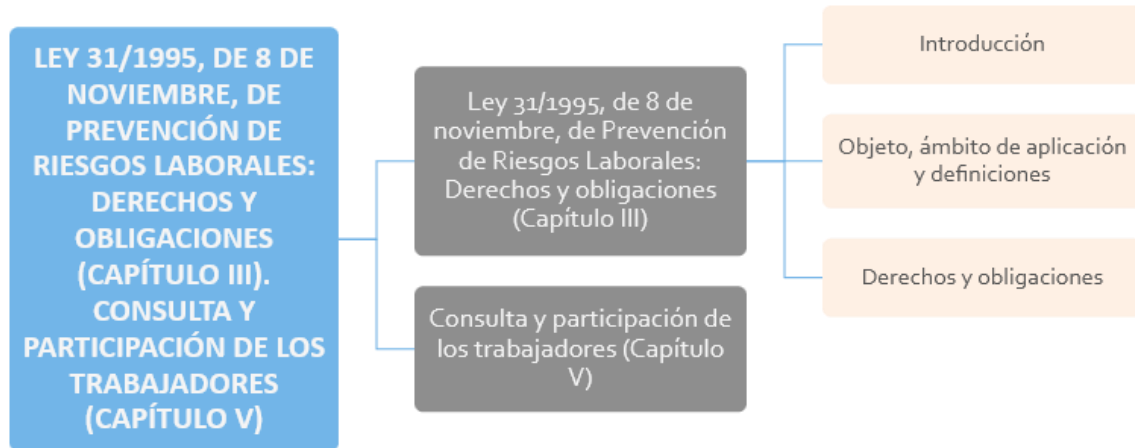 LEY 31/1995, DE 8 DE
NOVIEMBRE, DE
PREVENCIÓN DE
RIESGOS LABORALES:
DERECHOS Y
OBLIGACIONES
(CAPÍTULO III).
CONSULTA Y
PARTICIPACIÓN DE LOS
TRABAJADORES
(CAPÍTULO V)
Ley 31/1995, de 8 de
noviembre, de Prevención
de Riesgos Laborales:
Derechos y obligaciones
(Capítulo III)
Consulta y participación de
los trabajadores (Capítulo
V)
Introducción
Objeto, ámbito de aplicación
y definiciones
Derechos y obligaciones